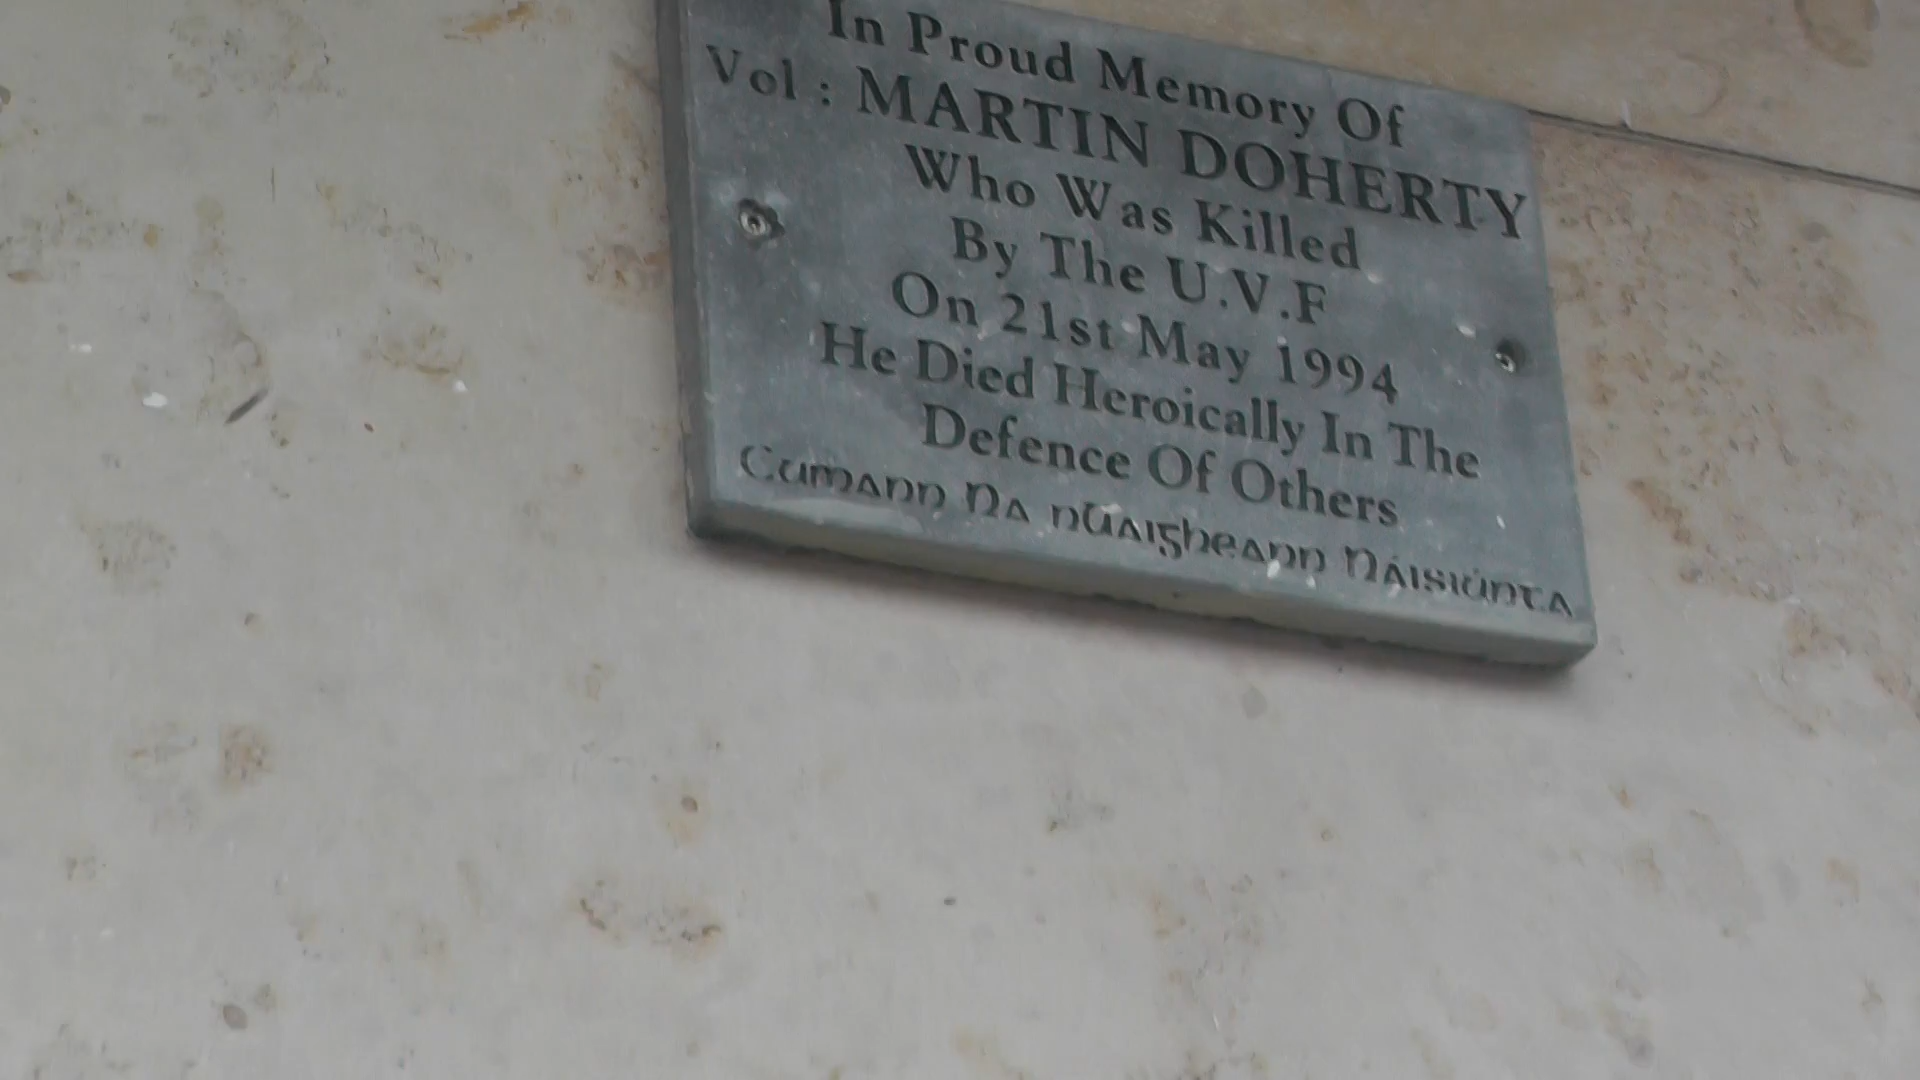 In Proud Memory Of
Vol : MARTIN DOHERTY
Who Was Killed
By The U.V.F
On 21st May 1994
He Died Heroically In The
Defence Of Others
Cumann Na nUaigheann Náisiúnta